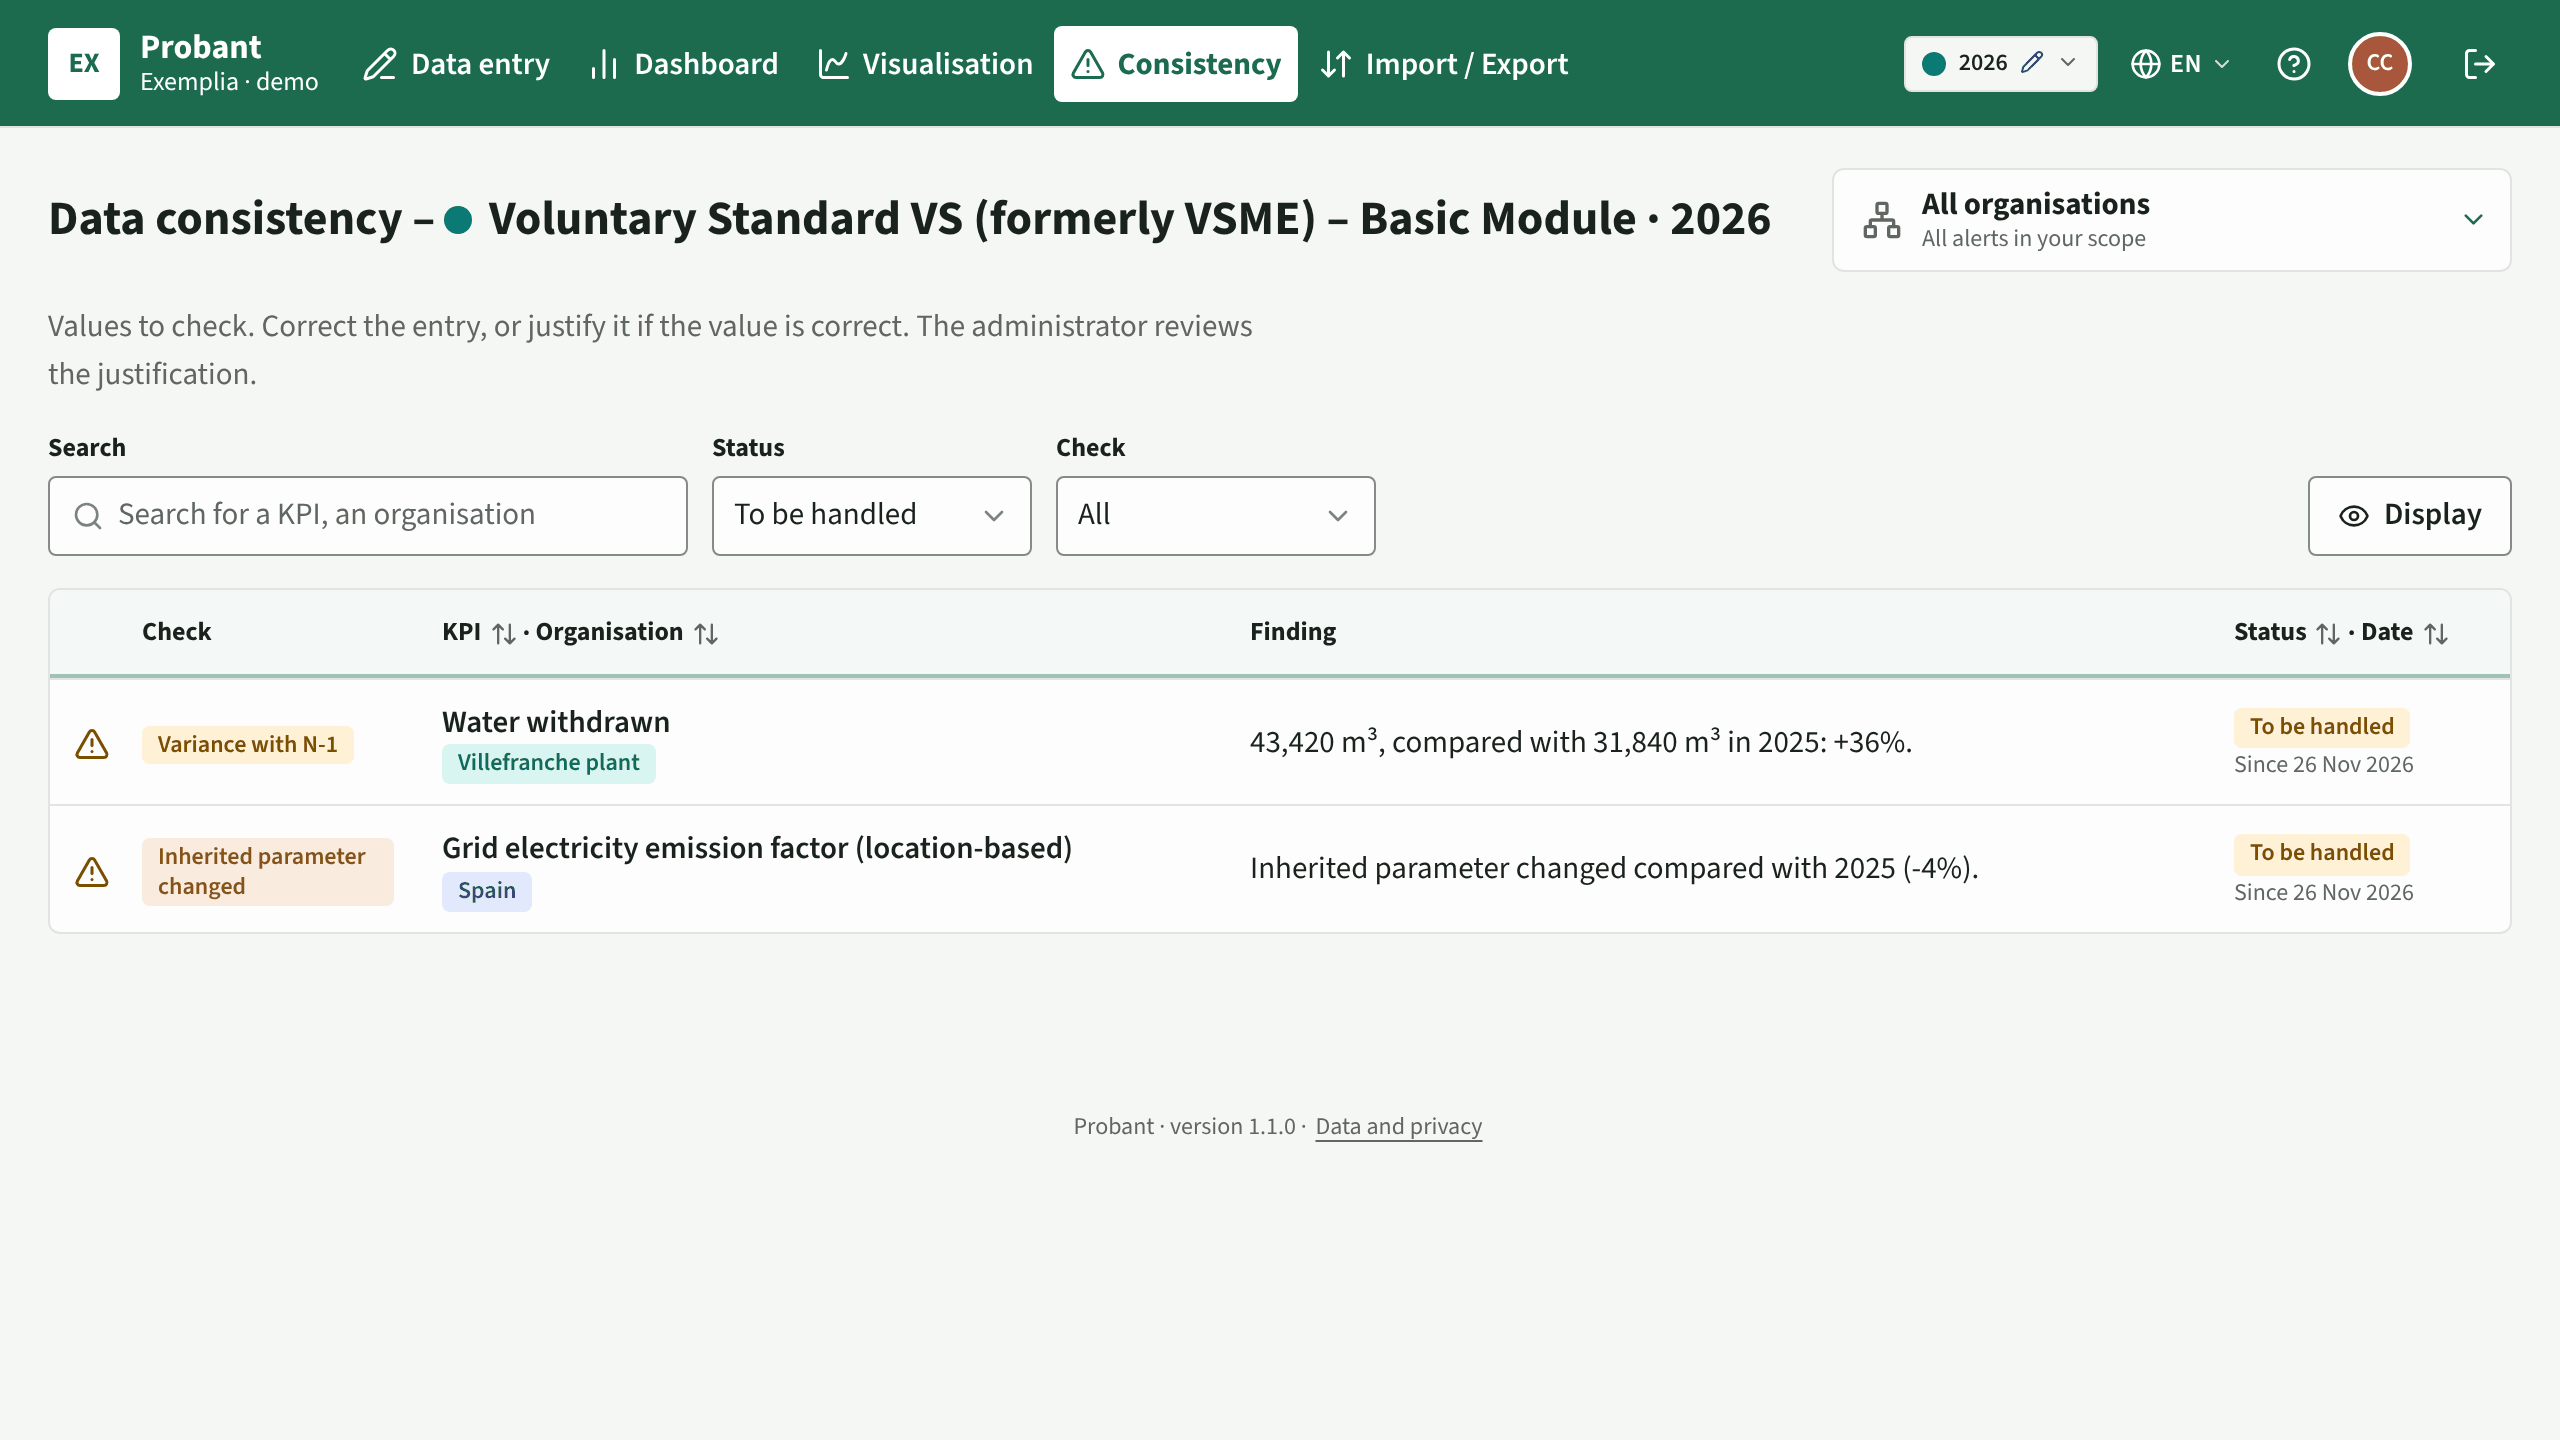 EX
Probant
Exemplia · demo
Data entry
Dashboard
Visualisation
Consistency
Import / Export
2026
EN
CC
Data consistency – Voluntary Standard VS (formerly VSME) – Basic Module · 2026
All organisations
All alerts in your scope
Values to check. Correct the entry, or justify it if the value is correct. The administrator reviews
the justification.
Search
Status
Check
Search for a KPI, an organisation
To be handled
All
Display
Check
KPI · Organisation
Finding
Status · Date
Variance with N-1
Water withdrawn
Villefranche plant
43,420 m³, compared with 31,840 m³ in 2025: +36%.
To be handled
Since 26 Nov 2026
Inherited parameter
changed
Grid electricity emission factor (location-based)
Spain
Inherited parameter changed compared with 2025 (-4%).
To be handled
Since 26 Nov 2026
Probant · version 1.1.0 · Data and privacy